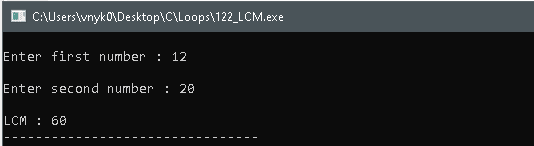 C:\Users\vnyk0\Desktop\C\Loops\122_LCM.exe
Enter first number : 12
Enter second number : 20
LCM : 60
--------------------------------